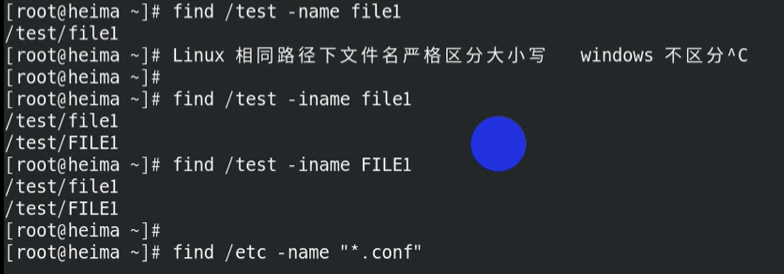 [root@heima ~]# find /test -name file1
/test/file1
[root@heima ~]# Linux 相同路径下文件名严格区分大小写   windows 不区分^C
[root@heima ~]#
[root@heima ~]# find /test -iname file1
/test/file1
/test/FILE1
[root@heima ~]# find /test -iname FILE1
/test/file1
/test/FILE1
[root@heima ~]#
[root@heima ~]# find /etc -name "*.conf"